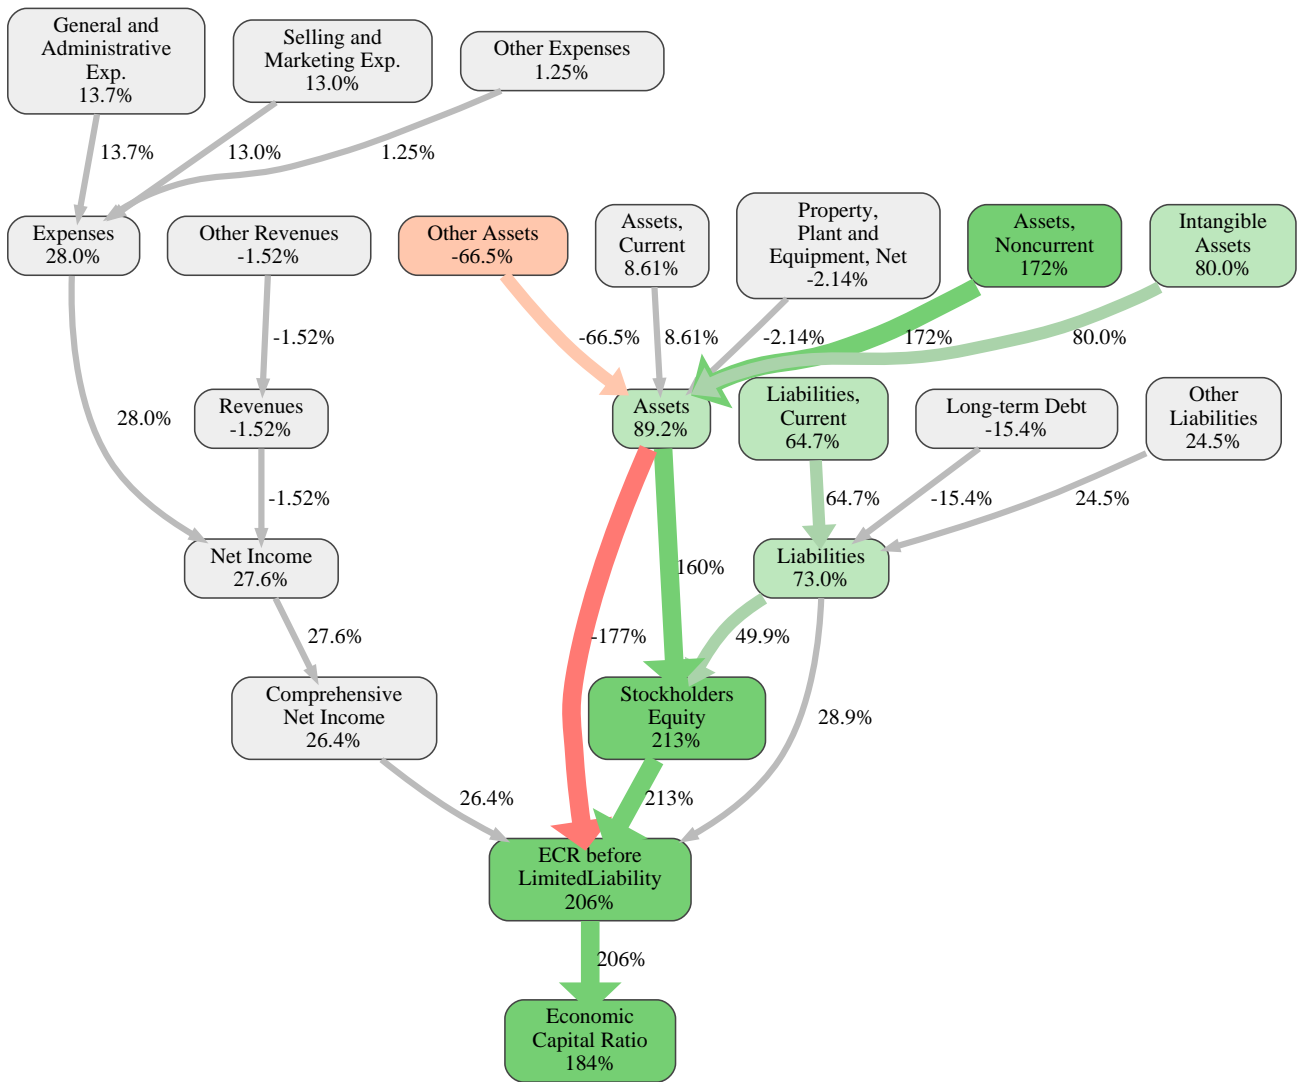 General and
Administrative
Exp.
13.7%
Selling and
Marketing Exp.
13.0%
Other Expenses
1.25%
13.7%
13.0%
1.25%
Expenses
28.0%
Other Revenues
-1.52%
Other Assets
-66.5%
Assets,
Current
8.61%
Property,
Plant and
Equipment, Net
-2.14%
Assets,
Noncurrent
172%
Intangible
Assets
80.0%
-1.52%
-66.5%
8.61%
-2.14%
172%
80.0%
28.0%
Revenues
-1.52%
Assets
89.2%
Liabilities,
Current
64.7%
Long-term Debt
-15.4%
Other
Liabilities
24.5%
-1.52%
64.7%
-15.4%
24.5%
Net Income
27.6%
160%
Liabilities
73.0%
27.6%
-177%
49.9%
Comprehensive
Net Income
26.4%
Stockholders
Equity
213%
28.9%
26.4%
213%
ECR before
LimitedLiability
206%
206%
Economic
Capital Ratio
184%